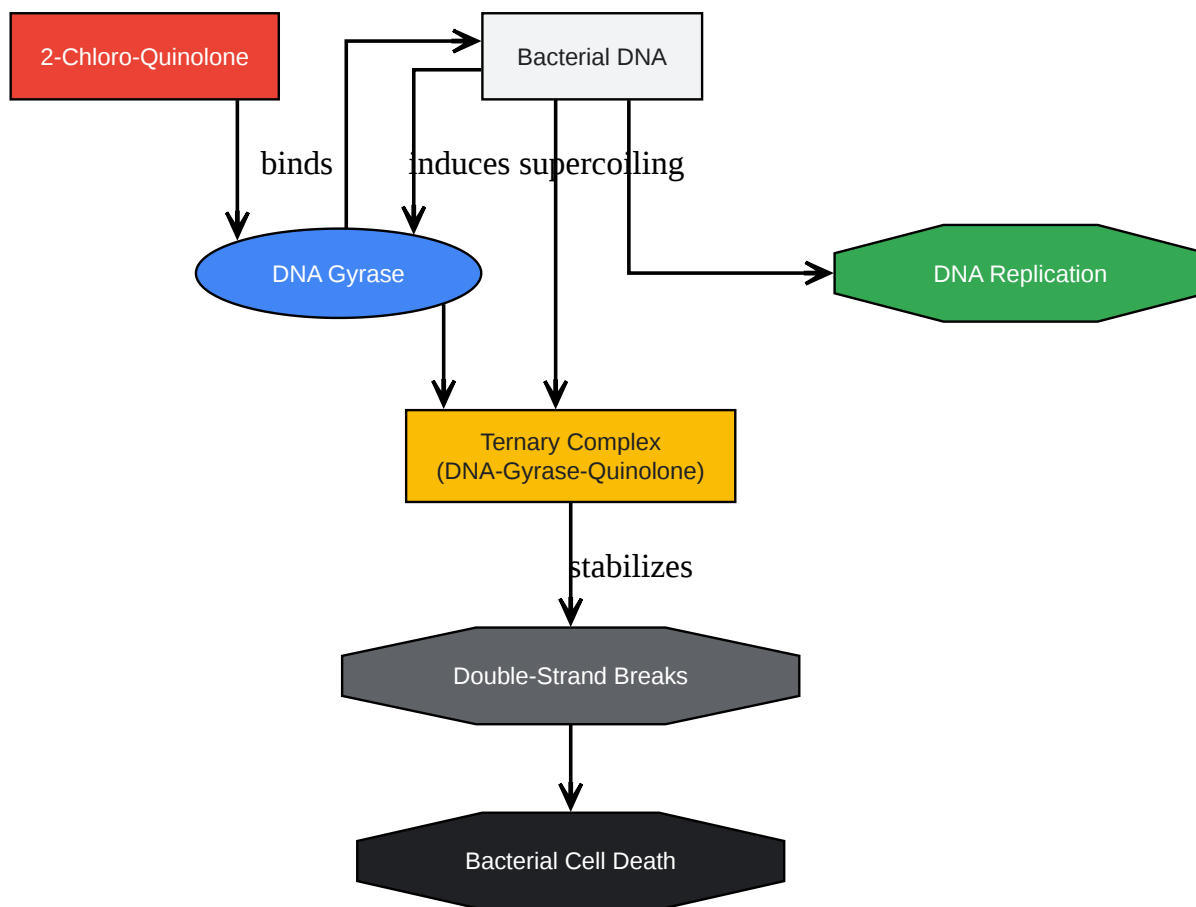 2-Chloro-Quinolone
Bacterial DNA
binds
induces supercoiling
DNA Gyrase
DNA Replication
Ternary Complex
(DNA-Gyrase-Quinolone)
stabilizes
Double-Strand Breaks
Bacterial Cell Death